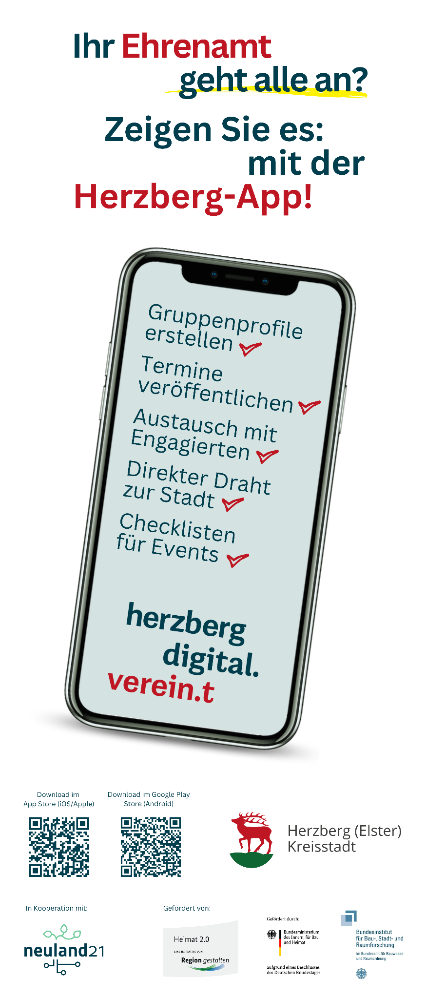 Ihr Ehrenamt
geht alle an?
Zeigen Sie es:
mit der
Herzberg-App!
Gruppenprofile
erstellen
Termine
veröffentlichen
Austausch mit
Engagierten
Direkter Draht
zur Stadt
Checklisten
für Events
herzberg
digital.
verein.t
Download im
App Store (iOS/Apple)
Download im Google Play
Store (Android)
Herzberg (Elster)
Kreisstadt
In Kooperation mit:
neuland21
Gefördert von:
Heimat 2.0
EINE INITIATIVE VON
Region gestalten
Gefördert durch:
Bundesministerium
des Innern, für Bau
und Heimat
aufgrund eines Beschlusses
des Deutschen Bundestages
Bundesinstitut
für Bau-, Stadt- und
Raumforschung
im Bundesamt für Bauwesen
und Raumordnung